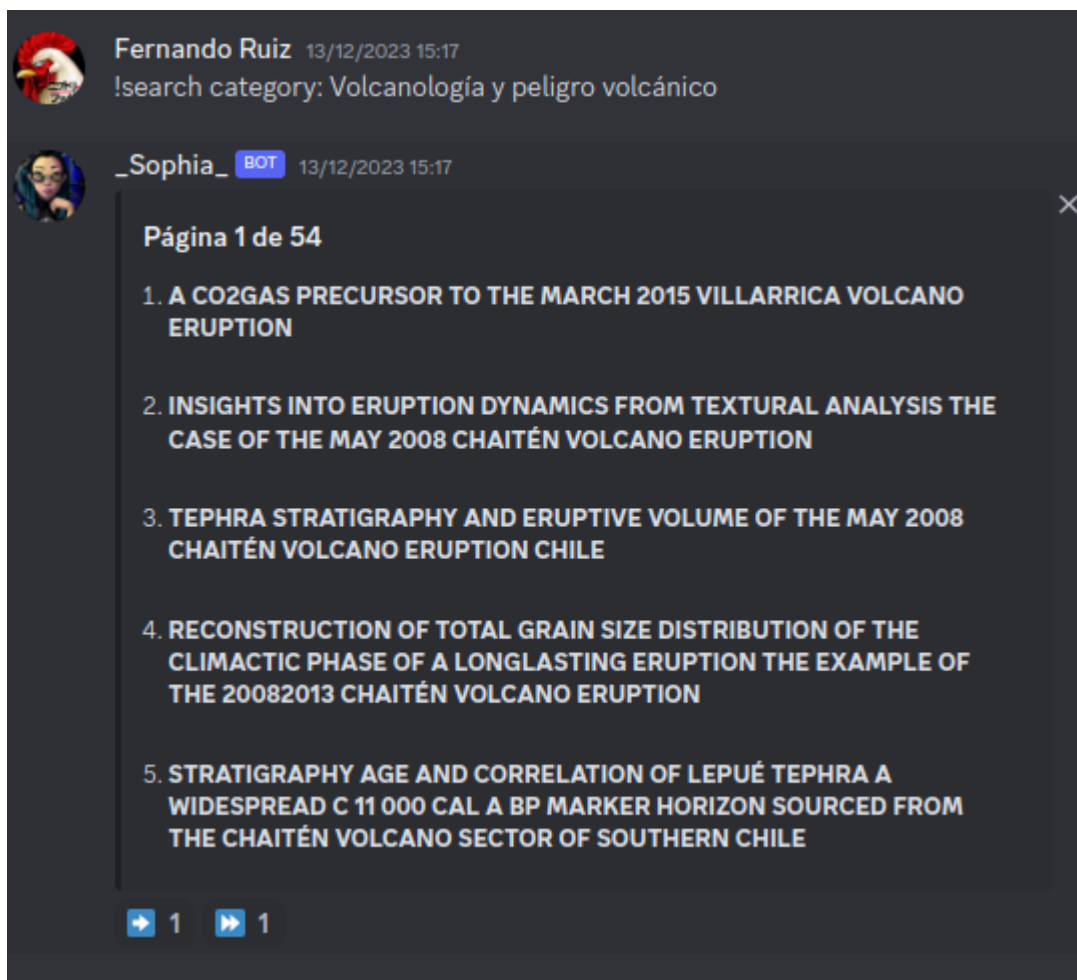 Fernando Ruiz 13/12/2023 15:17
!search category: Volcanología y peligro volcánico
_Sophia_ BOT 13/12/2023 15:17
Página 1 de 54
1. A CO2GAS PRECURSOR TO THE MARCH 2015 VILLARRICA VOLCANO
ERUPTION
2. INSIGHTS INTO ERUPTION DYNAMICS FROM TEXTURAL ANALYSIS THE
CASE OF THE MAY 2008 CHAITÉN VOLCANO ERUPTION
3. TEPHRA STRATIGRAPHY AND ERUPTIVE VOLUME OF THE MAY 2008
CHAITÉN VOLCANO ERUPTION CHILE
4. RECONSTRUCTION OF TOTAL GRAIN SIZE DISTRIBUTION OF THE
CLIMACTIC PHASE OF A LONGLASTING ERUPTION THE EXAMPLE OF
THE 20082013 CHAITÉN VOLCANO ERUPTION
5. STRATIGRAPHY AGE AND CORRELATION OF LEPUÉ TEPHRA A
WIDESPREAD C 11 000 CAL A BP MARKER HORIZON SOURCED FROM
THE CHAITÉN VOLCANO SECTOR OF SOUTHERN CHILE
1 1